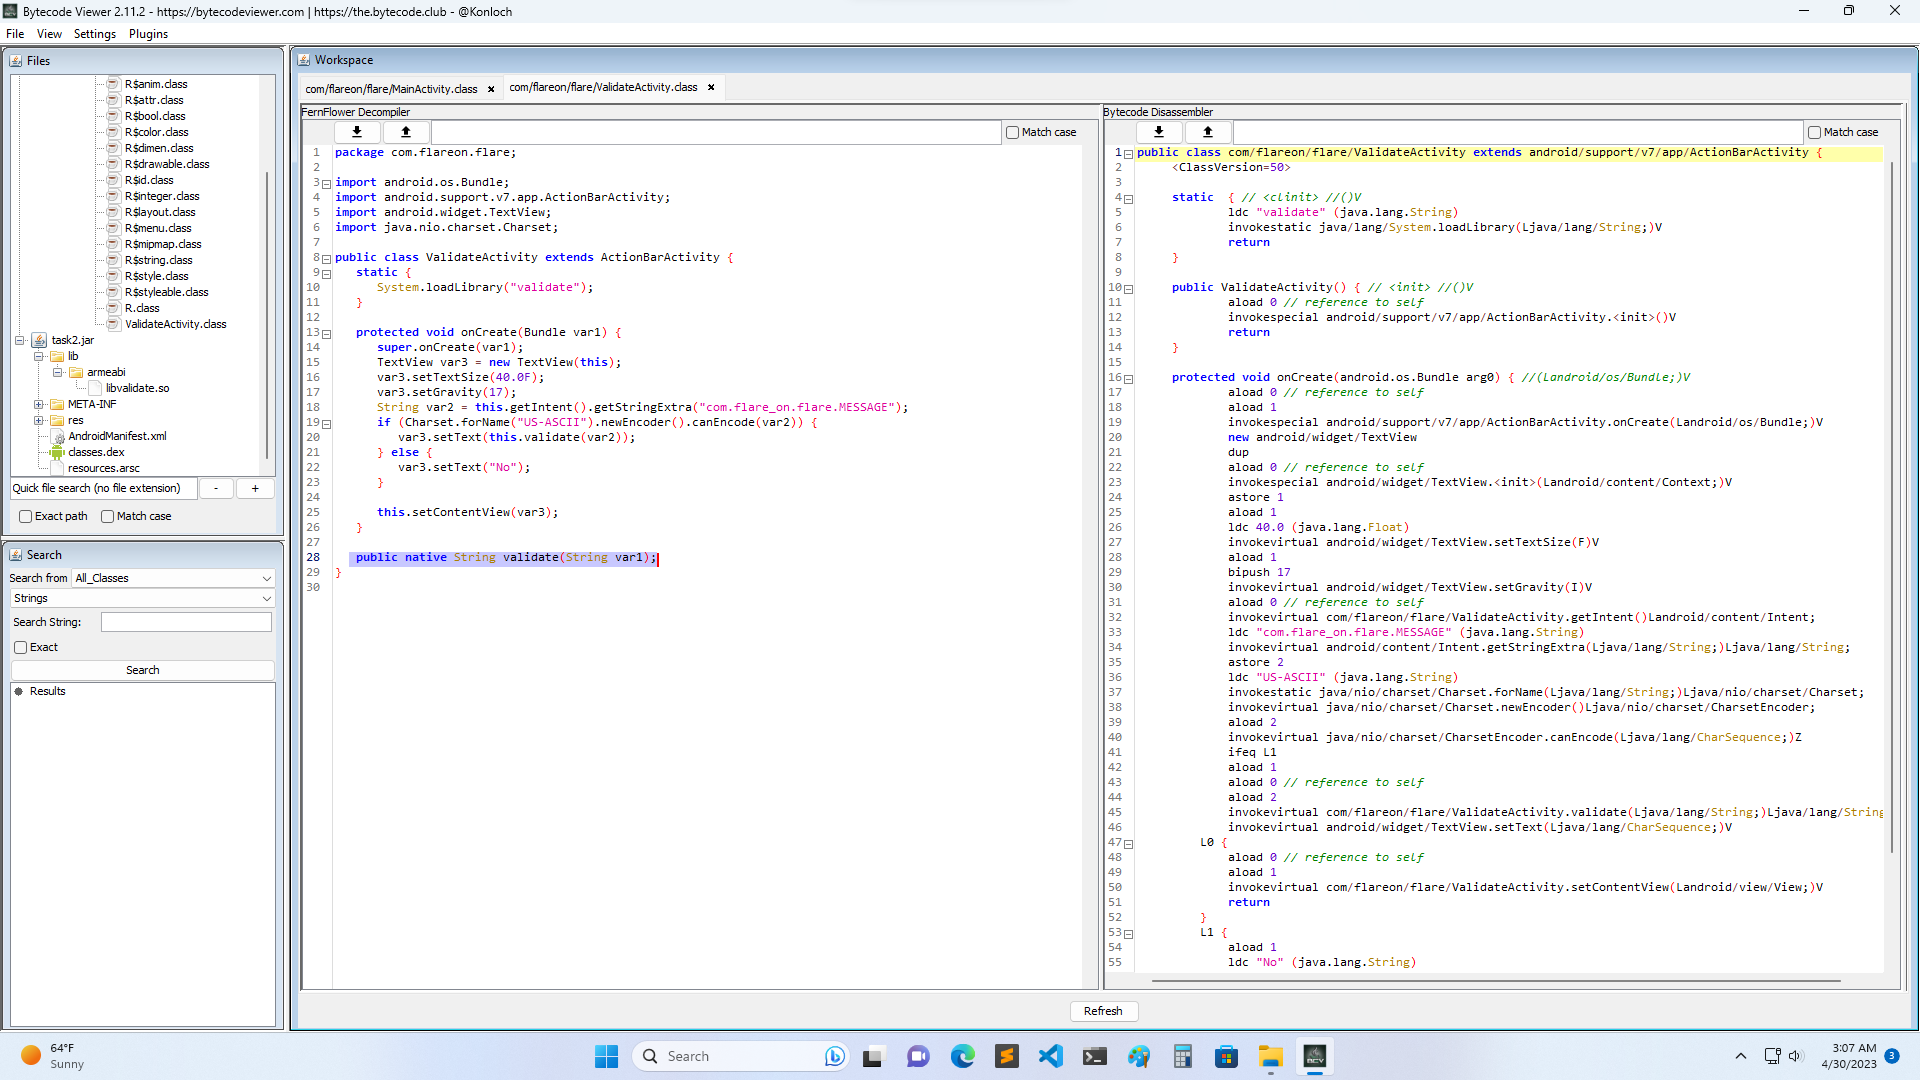 Bytecode Viewer 2.11.2 - https://bytecodeviewer.com | https://the.bytecode.club - @Konloch
File View Settings Plugins
Files
R$anim.class
R$attr.class
R$bool.class
R$color.class
R$dimen.class
R$drawable.class
R$id.class
R$integer.class
R$layout.class
R$menu.class
R$mipmap.class
R$string.class
R$style.class
R$styleable.class
R.class
ValidateActivity.class
task2.jar
lib
armeabi
libvalidate.so
META-INF
res
AndroidManifest.xml
classes.dex
resources.arsc
Quick file search (no file extension) - +
Exact path Match case
Search
Search from All_Classes
Strings
Search String:
Exact
Search
Results
Workspace
com/flareon/flare/MainActivity.class × com/flareon/flare/ValidateActivity.class ×
FernFlower Decompiler
Match case
1 package com.flareon.flare;
2
3 import android.os.Bundle;
4 import android.support.v7.app.ActionBarActivity;
5 import android.widget.TextView;
6 import java.nio.charset.Charset;
7
8 public class ValidateActivity extends ActionBarActivity {
9 static {
10 System.loadLibrary("validate");
11 }
12
13 protected void onCreate(Bundle var1) {
14 super.onCreate(var1);
15 TextView var3 = new TextView(this);
16 var3.setTextSize(40.0F);
17 var3.setGravity(17);
18 String var2 = this.getIntent().getStringExtra("com.flare_on.flare.MESSAGE");
19 if (Charset.forName("US-ASCII").newEncoder().canEncode(var2)) {
20 var3.setText(this.validate(var2));
21 } else {
22 var3.setText("No");
23 }
24
25 this.setContentView(var3);
26 }
27
28 public native String validate(String var1);
29 }
30
Bytecode Disassembler
Match case
1 public class com/flareon/flare/ValidateActivity extends android/support/v7/app/ActionBarActivity {
2 <ClassVersion=50>
3
4 static { // <clinit> //()V
5 ldc "validate" (java.lang.String)
6 invokestatic java/lang/System.loadLibrary(Ljava/lang/String;)V
7 return
8 }
9
10 public ValidateActivity() { // <init> //()V
11 aload 0 // reference to self
12 invokespecial android/support/v7/app/ActionBarActivity.<init>()V
13 return
14 }
15
16 protected void onCreate(android.os.Bundle arg0) { //(Landroid/os/Bundle;)V
17 aload 0 // reference to self
18 aload 1
19 invokespecial android/support/v7/app/ActionBarActivity.onCreate(Landroid/os/Bundle;)V
20 new android/widget/TextView
21 dup
22 aload 0 // reference to self
23 invokespecial android/widget/TextView.<init>(Landroid/content/Context;)V
24 astore 1
25 aload 1
26 ldc 40.0 (java.lang.Float)
27 invokevirtual android/widget/TextView.setTextSize(F)V
28 aload 1
29 bipush 17
30 invokevirtual android/widget/TextView.setGravity(I)V
31 aload 0 // reference to self
32 invokevirtual com/flareon/flare/ValidateActivity.getIntent()Landroid/content/Intent;
33 ldc "com.flare_on.flare.MESSAGE" (java.lang.String)
34 invokevirtual android/content/Intent.getStringExtra(Ljava/lang/String;)Ljava/lang/String;
35 astore 2
36 ldc "US-ASCII" (java.lang.String)
37 invokestatic java/nio/charset/Charset.forName(Ljava/lang/String;)Ljava/nio/charset/Charset;
38 invokevirtual java/nio/charset/Charset.newEncoder()Ljava/nio/charset/CharsetEncoder;
39 aload 2
40 invokevirtual java/nio/charset/CharsetEncoder.canEncode(Ljava/lang/CharSequence;)Z
41 ifeq L1
42 aload 1
43 aload 0 // reference to self
44 aload 2
45 invokevirtual com/flareon/flare/ValidateActivity.validate(Ljava/lang/String;)Ljava/lang/String
46 invokevirtual android/widget/TextView.setText(Ljava/lang/CharSequence;)V
47 L0 {
48 aload 0 // reference to self
49 aload 1
50 invokevirtual com/flareon/flare/ValidateActivity.setContentView(Landroid/view/View;)V
51 return
52 }
53 L1 {
54 aload 1
55 ldc "No" (java.lang.String)
Refresh
64°F
Sunny
Search
BCV
3:07 AM
4/30/2023
3